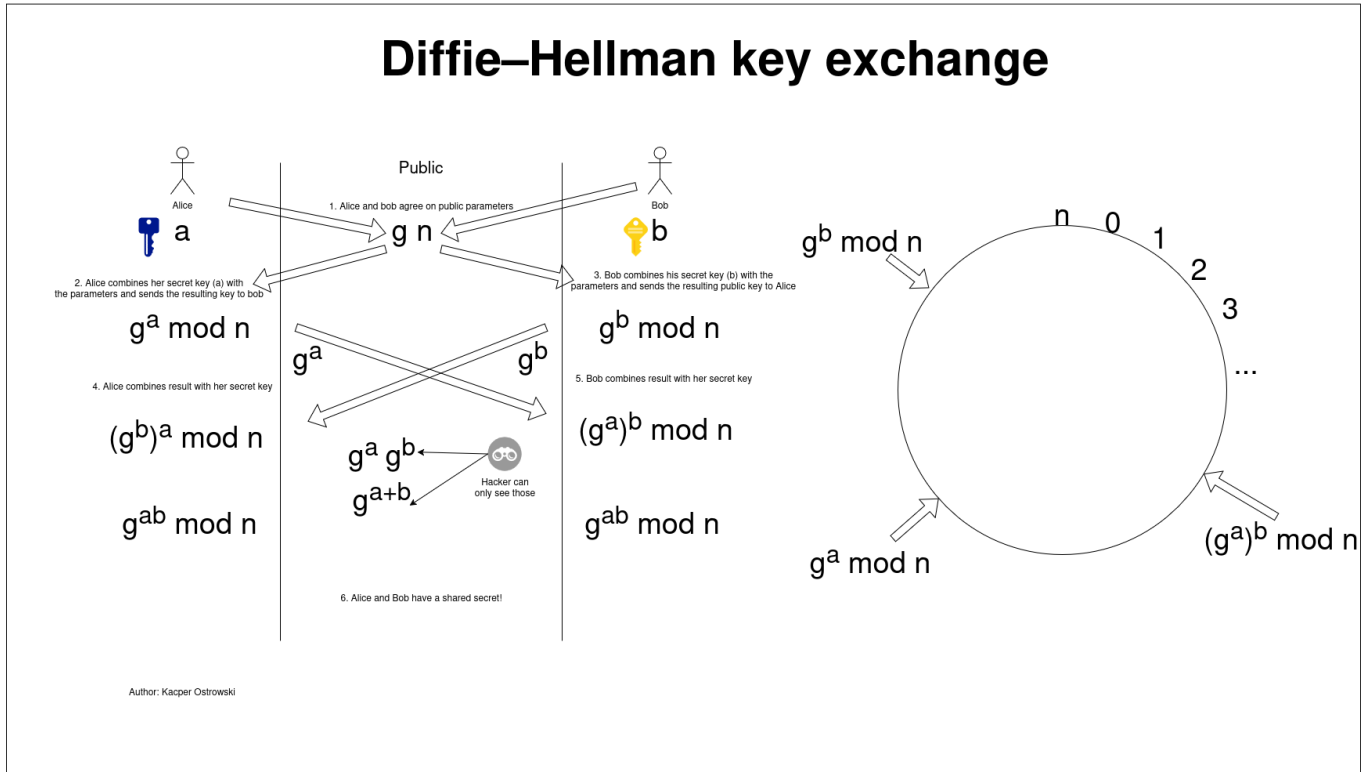 Diffie–Hellman key exchange
Public
Alice
Bob
1. Alice and bob agree on public parameters
a
g n
b
2. Alice combines her secret key (a) with
the parameters and sends the resulting key to bob
3. Bob combines his secret key (b) with the
parameters and sends the resulting public key to Alice
gᵃ mod n
gᵇ mod n
gᵃ
gᵇ
4. Alice combines result with her secret key
5. Bob combines result with her secret key
(gᵇ)ᵃ mod n
(gᵃ)ᵇ mod n
gᵃ gᵇ
gᵃ⁺ᵇ
Hacker can
only see those
gᵃᵇ mod n
gᵃᵇ mod n
6. Alice and Bob have a shared secret!
n
0
1
2
3
...
gᵇ mod n
gᵃ mod n
(gᵃ)ᵇ mod n
Author: Kacper Ostrowski